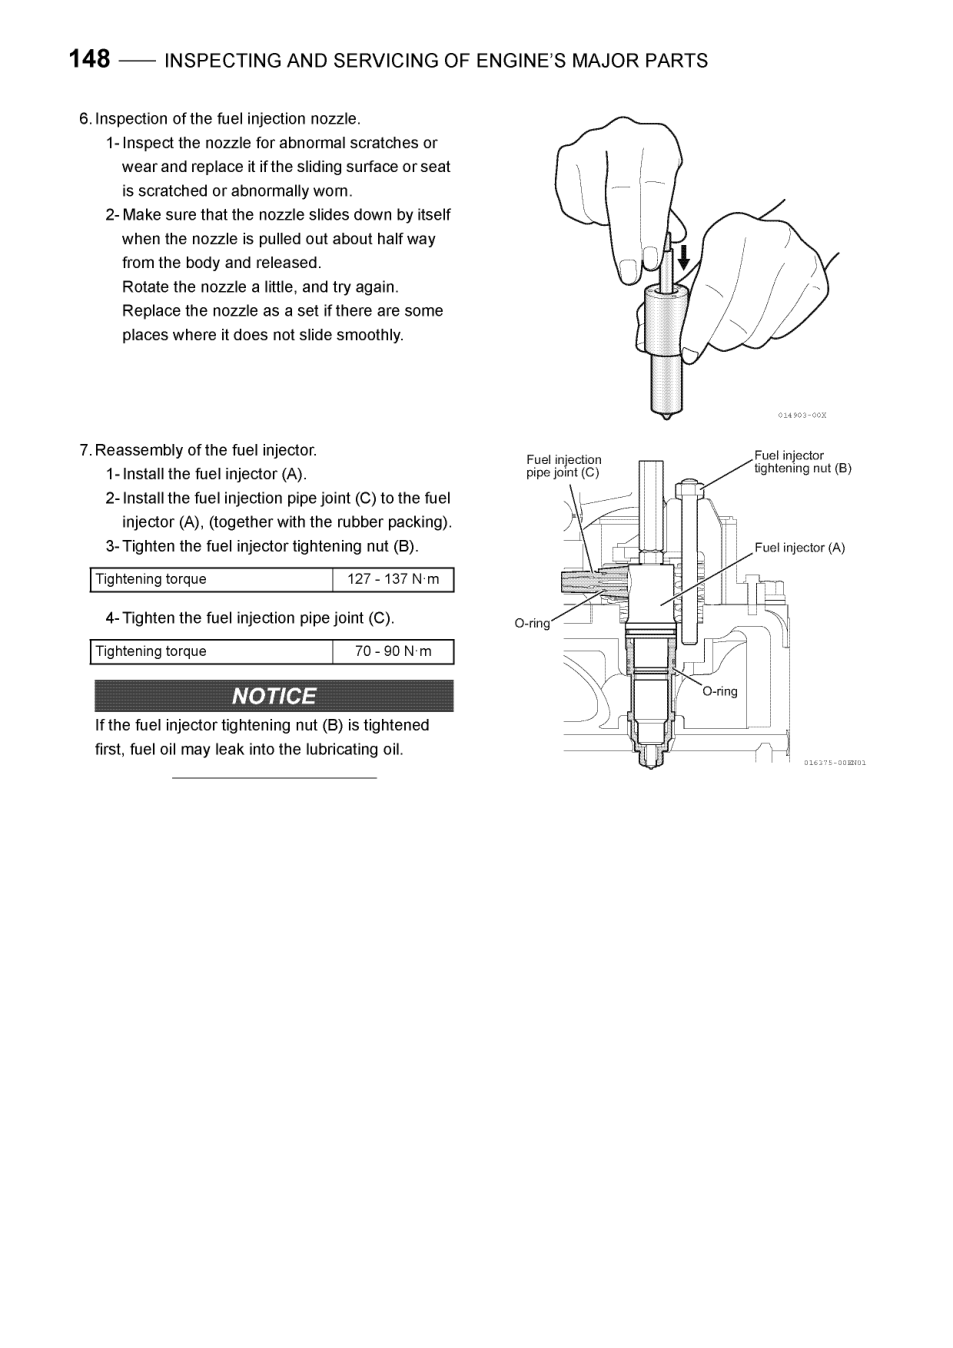 148 —— INSPECTING AND SERVICING OF ENGINE'S MAJOR PARTS
6. Inspection of the fuel injection nozzle.
1- Inspect the nozzle for abnormal scratches or
wear and replace it if the sliding surface or seat
is scratched or abnormally worn.
2- Make sure that the nozzle slides down by itself
when the nozzle is pulled out about half way
from the body and released.
Rotate the nozzle a little, and try again.
Replace the nozzle as a set if there are some
places where it does not slide smoothly.
014903-00X
7. Reassembly of the fuel injector.
1- Install the fuel injector (A).
2- Install the fuel injection pipe joint (C) to the fuel
injector (A), (together with the rubber packing).
3- Tighten the fuel injector tightening nut (B).
Tightening torque 127 - 137 N·m
4- Tighten the fuel injection pipe joint (C).
Tightening torque 70 - 90 N·m
NOTICE
If the fuel injector tightening nut (B) is tightened
first, fuel oil may leak into the lubricating oil.
Fuel injection
pipe joint (C)
Fuel injector
tightening nut (B)
Fuel injector (A)
O-ring
O-ring
016375-00EN01